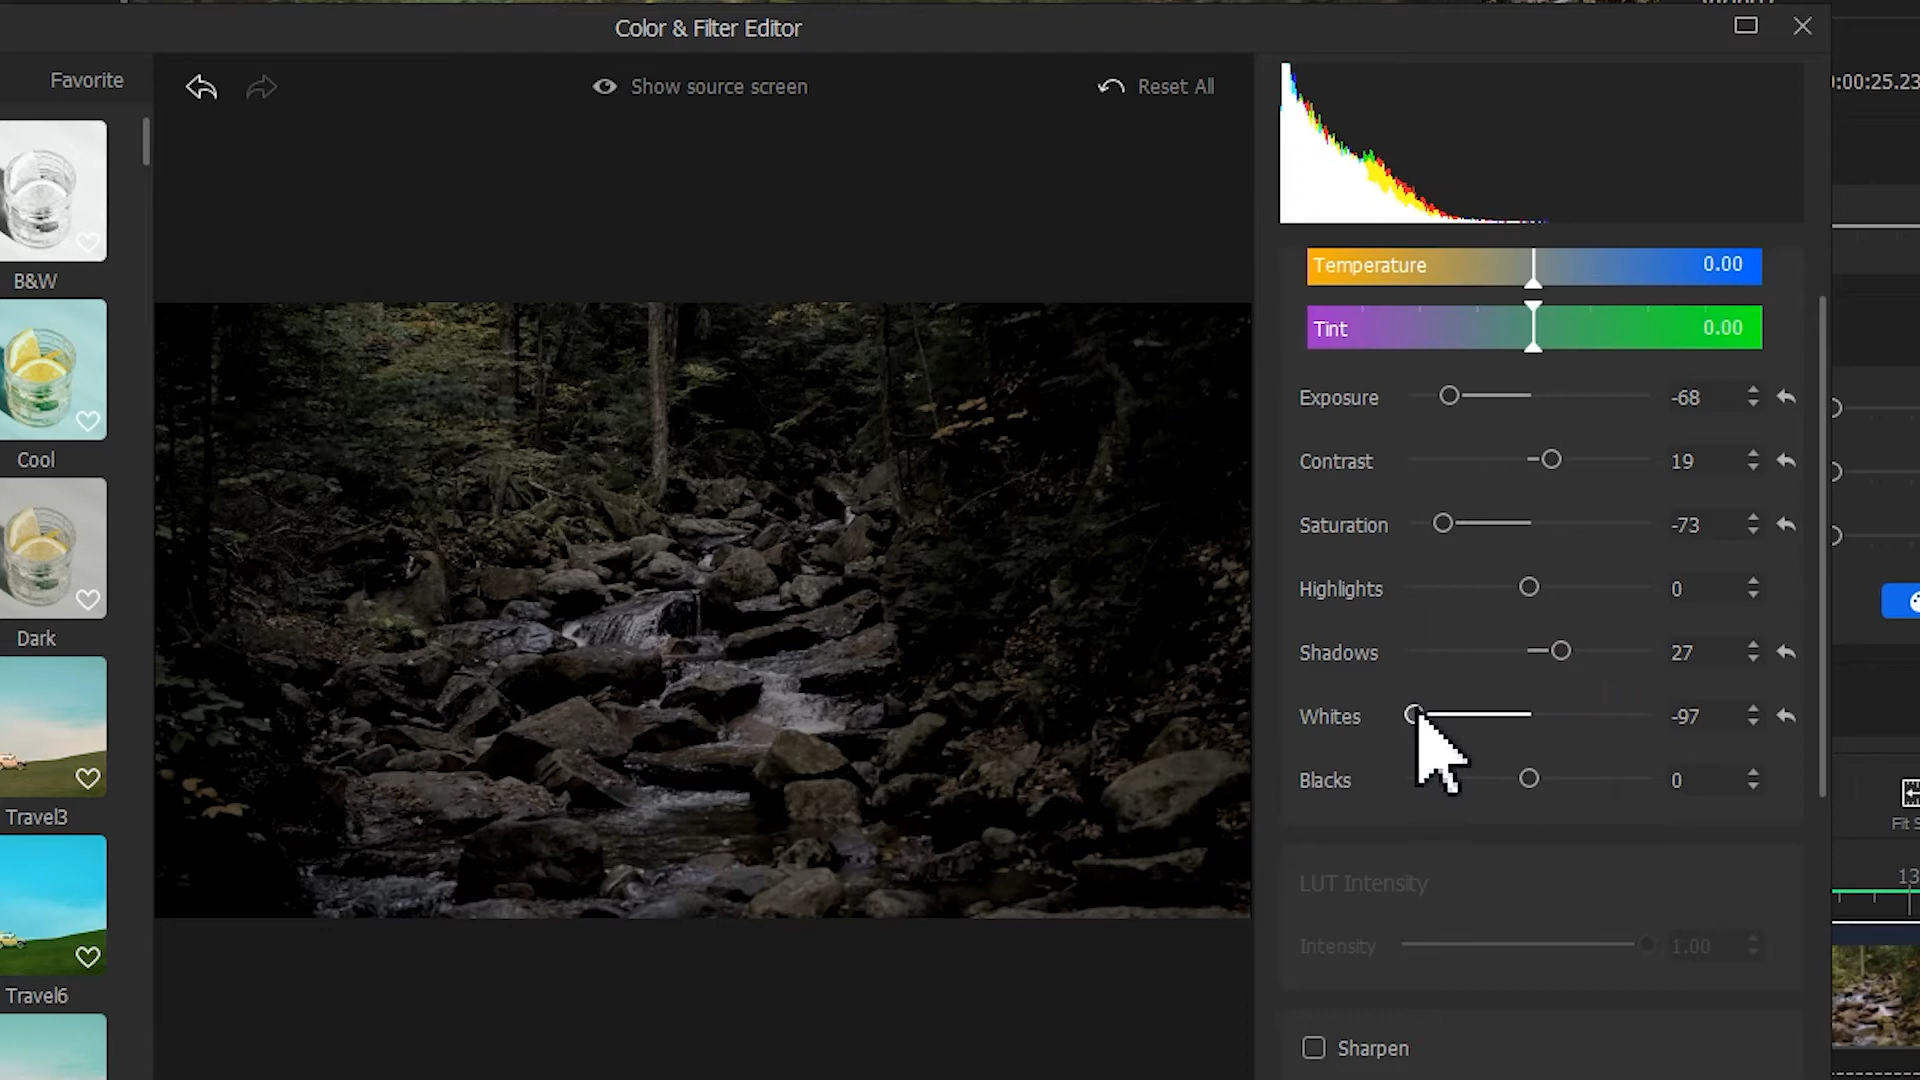 Color & Filter Editor
Favorite
Show source screen
Reset All
:00:25.23
B&W
Cool
Dark
Travel3
Travel6
Temperature 0.00
Tint 0.00
Exposure -68
Contrast 19
Saturation -73
Highlights 0
Shadows 27
Whites -97
Blacks 0
LUT Intensity
Intensity 1.00
Sharpen
Fit S
13